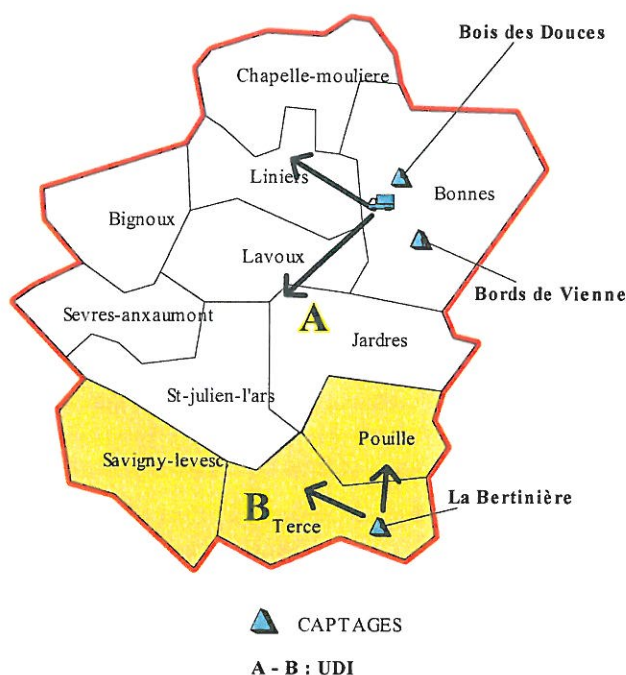 Bois des Douces
Chapelle-mouliere
Liniers
Bonnes
Bignoux
Lavoux
Bords de Vienne
Sevres-anxaumont
A
Jardres
St-julien-l'ars
Pouille
Savigny-levesc
La Bertinière
B
Terce
CAPTAGES
A - B : UDI